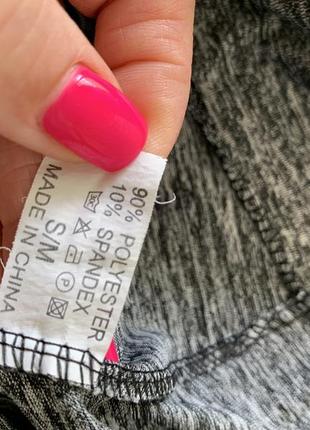 90% POLYESTER
10% SPANDEX
S/M
MADE IN CHINA